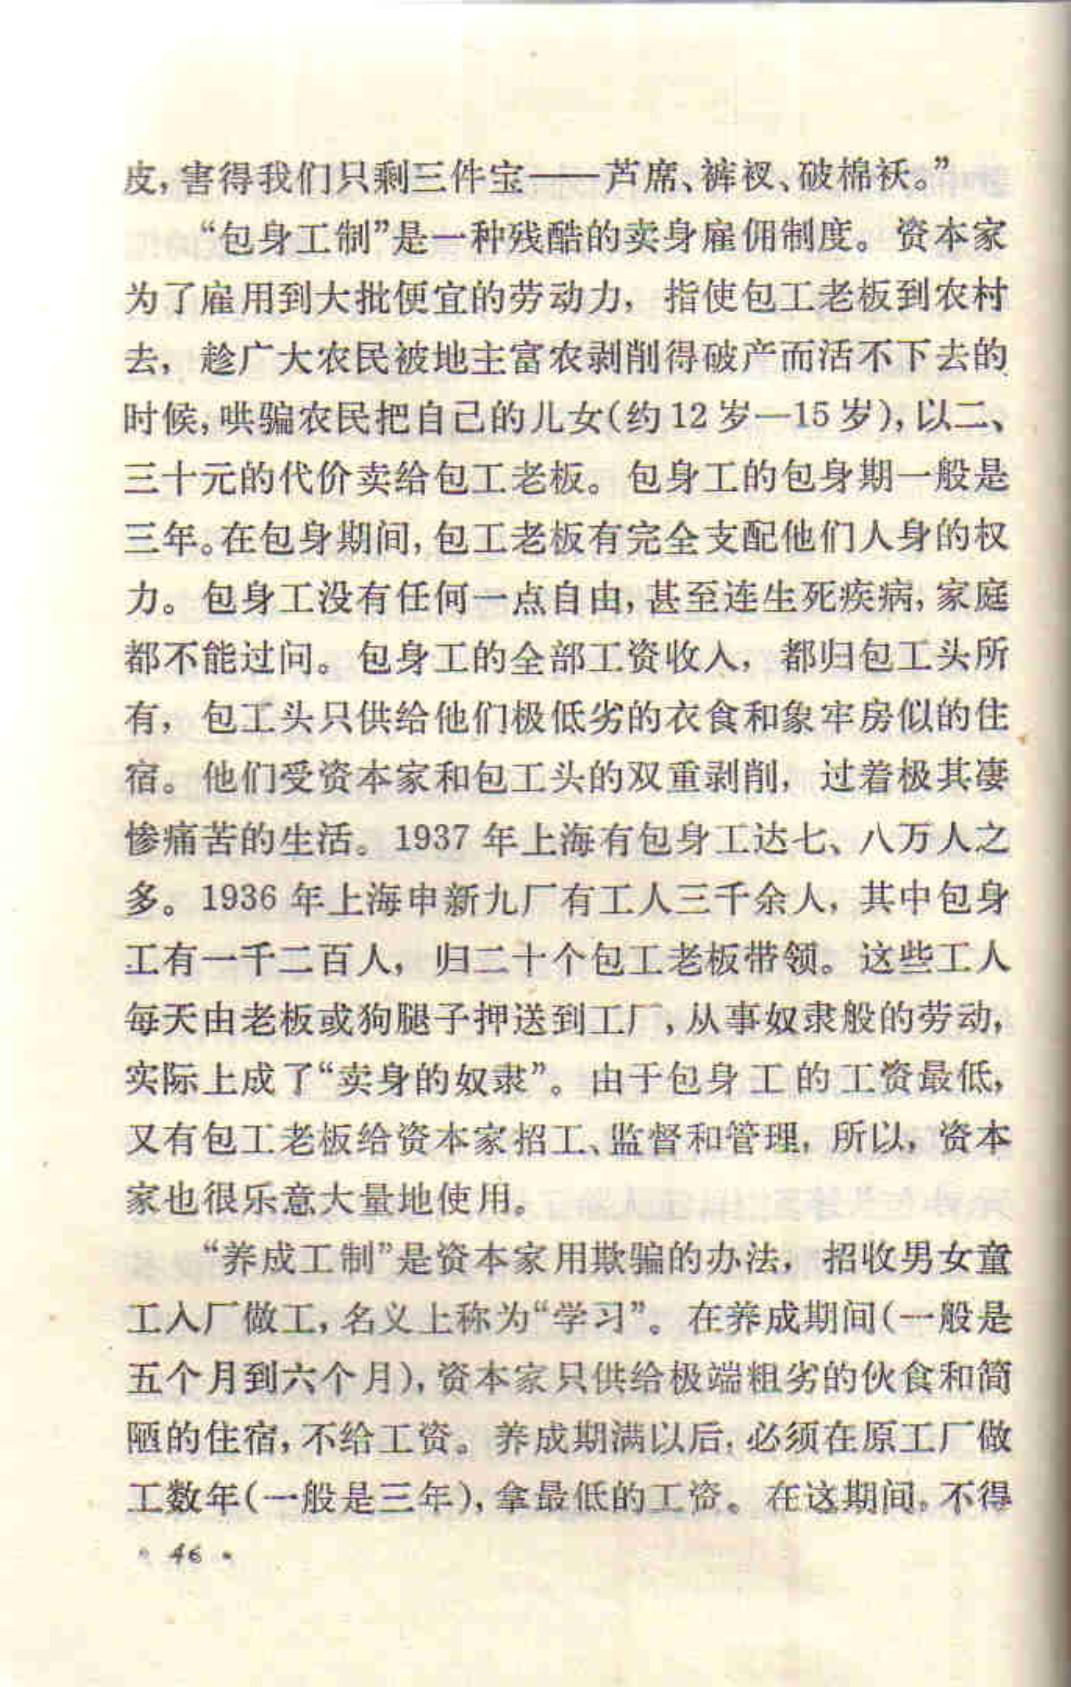 皮，害得我们只剩三件宝——芦席、裤衩、破棉袄。”
“包身工制”是一种残酷的卖身雇佣制度。资本家
为了雇用到大批便宜的劳动力，指使包工老板到农村
去，趁广大农民被地主富农剥削得破产而活不下去的
时候，哄骗农民把自己的儿女（约12岁—15岁），以二、
三十元的代价卖给包工老板。包身工的包身期一般是
三年。在包身期间，包工老板有完全支配他们人身的权
力。包身工没有任何一点自由，甚至连生死疾病，家庭
都不能过问。包身工的全部工资收入，都归包工头所
有，包工头只供给他们极低劣的衣食和象牢房似的住
宿。他们受资本家和包工头的双重剥削，过着极其凄
惨痛苦的生活。1937年上海有包身工达七、八万人之
多。1936年上海申新九厂有工人三千余人，其中包身
工有一千二百人，归二十个包工老板带领。这些工人
每天由老板或狗腿子押送到工厂，从事奴隶般的劳动，
实际上成了“卖身的奴隶”。由于包身工的工资最低，
又有包工老板给资本家招工、监督和管理，所以，资本
家也很乐意大量地使用。
“养成工制”是资本家用欺骗的办法，招收男女童
工入厂做工，名义上称为“学习”。在养成期间（一般是
五个月到六个月），资本家只供给极端粗劣的伙食和简
陋的住宿，不给工资。养成期满以后，必须在原工厂做
工数年（一般是三年），拿最低的工资。在这期间，不得
• 46 •